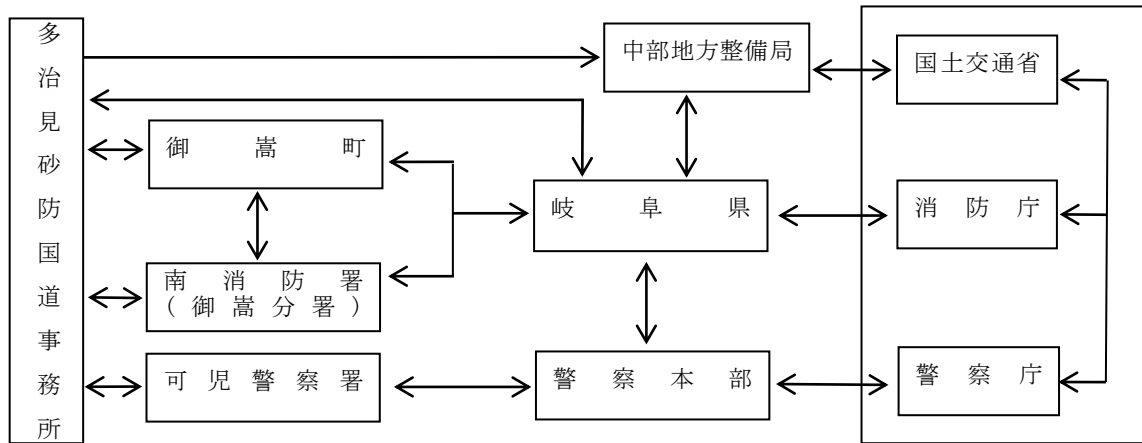 多治見砂防国道事務所
中部地方整備局
国土交通省
御嵩町
岐阜県
消防庁
南消防署
(御嵩分署)
可児警察署
警察本部
警察庁